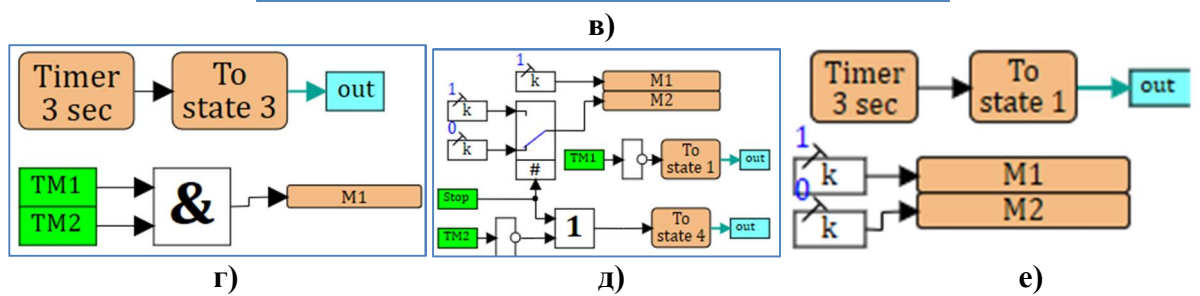 в)
Timer
3 sec
To
state 3
out
TM1
TM2
&
M1
г)
1
k
M1
M2
1
k
0
k
#
TM1
To
state 1
out
Stop
TM2
1
To
state 4
out
д)
Timer
3 sec
To
state 1
out
1
k
M1
0
k
M2
е)